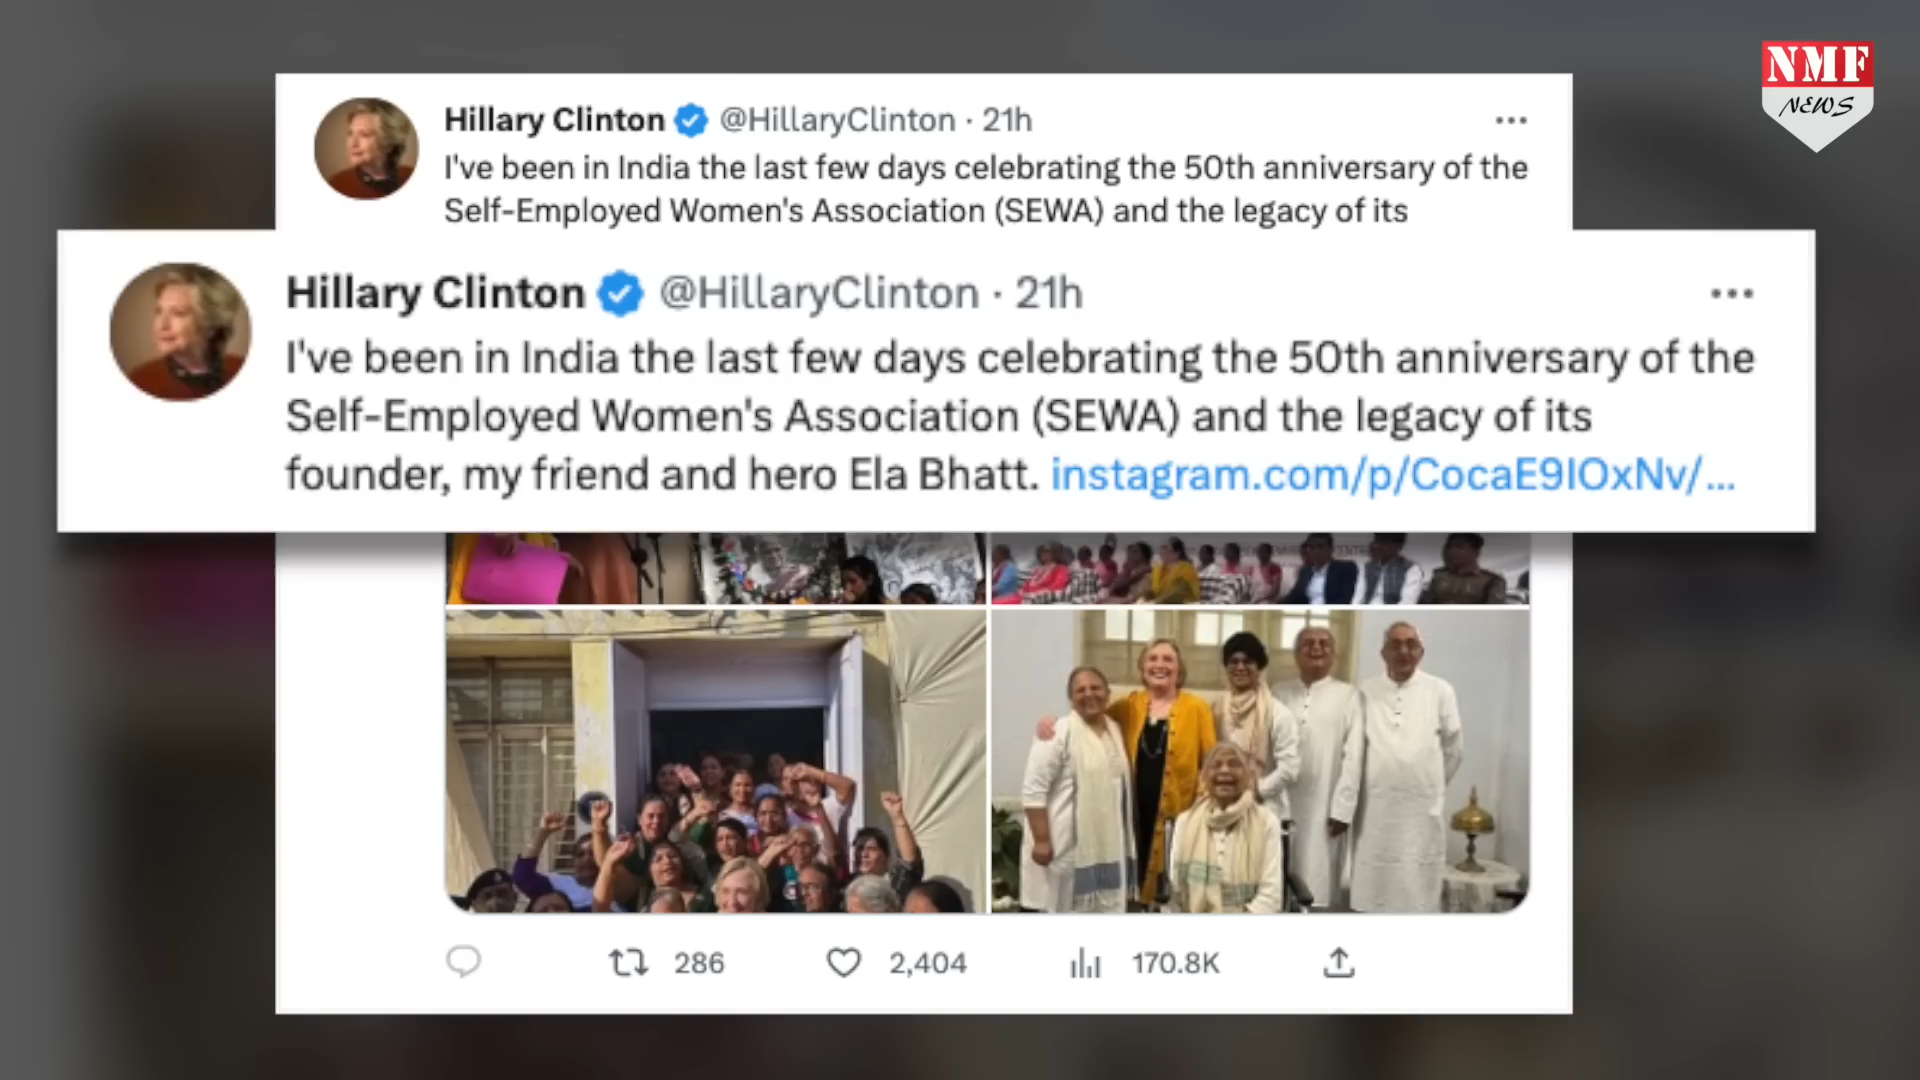 NMF
NEWS
Hillary Clinton @HillaryClinton · 21h
I've been in India the last few days celebrating the 50th anniversary of the
Self-Employed Women's Association (SEWA) and the legacy of its
Hillary Clinton @HillaryClinton · 21h
I've been in India the last few days celebrating the 50th anniversary of the
Self-Employed Women's Association (SEWA) and the legacy of its
founder, my friend and hero Ela Bhatt. instagram.com/p/CocaE9IOxNv/...
286 2,404 170.8K